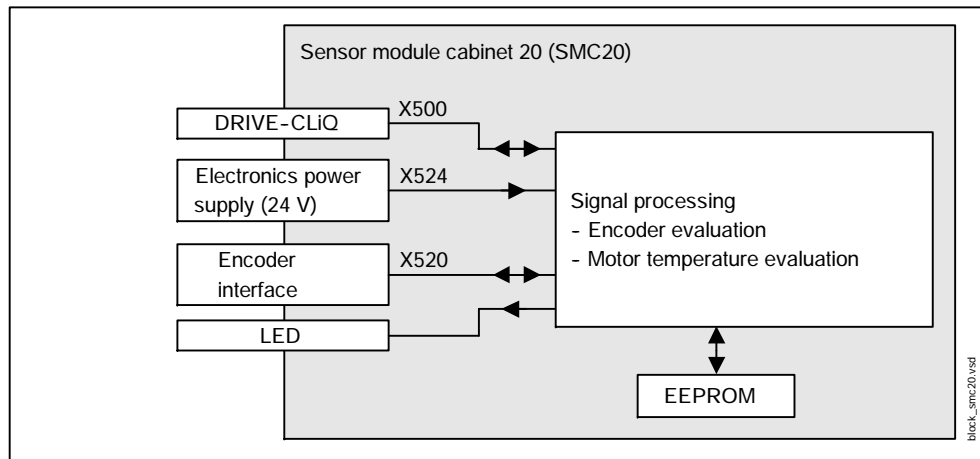 Sensor module cabinet 20 (SMC20)
DRIVE-CLiQ
X500
Electronics power
supply (24 V)
X524
Encoder
interface
X520
LED
Signal processing
- Encoder evaluation
- Motor temperature evaluation
EEPROM
block_smc20.vsd